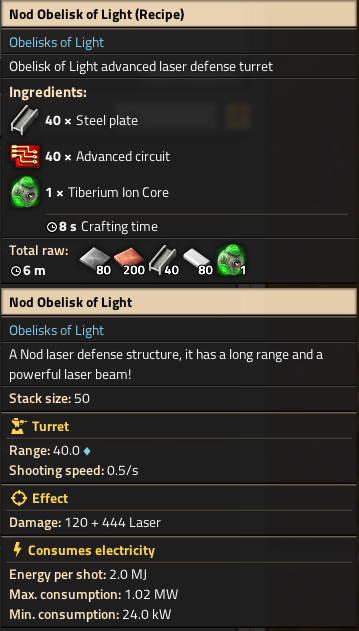 Nod Obelisk of Light (Recipe)
Obelisks of Light
Obelisk of Light advanced laser defense turret
Ingredients:
40 × Steel plate
40 × Advanced circuit
1 × Tiberium Ion Core
8 s Crafting time
Total raw:
6 m 80 200 40 80 1
Nod Obelisk of Light
Obelisks of Light
A Nod laser defense structure, it has a long range and a
powerful laser beam!
Stack size: 50
Turret
Range: 40.0
Shooting speed: 0.5/s
Effect
Damage: 120 + 444 Laser
Consumes electricity
Energy per shot: 2.0 MJ
Max. consumption: 1.02 MW
Min. consumption: 24.0 kW